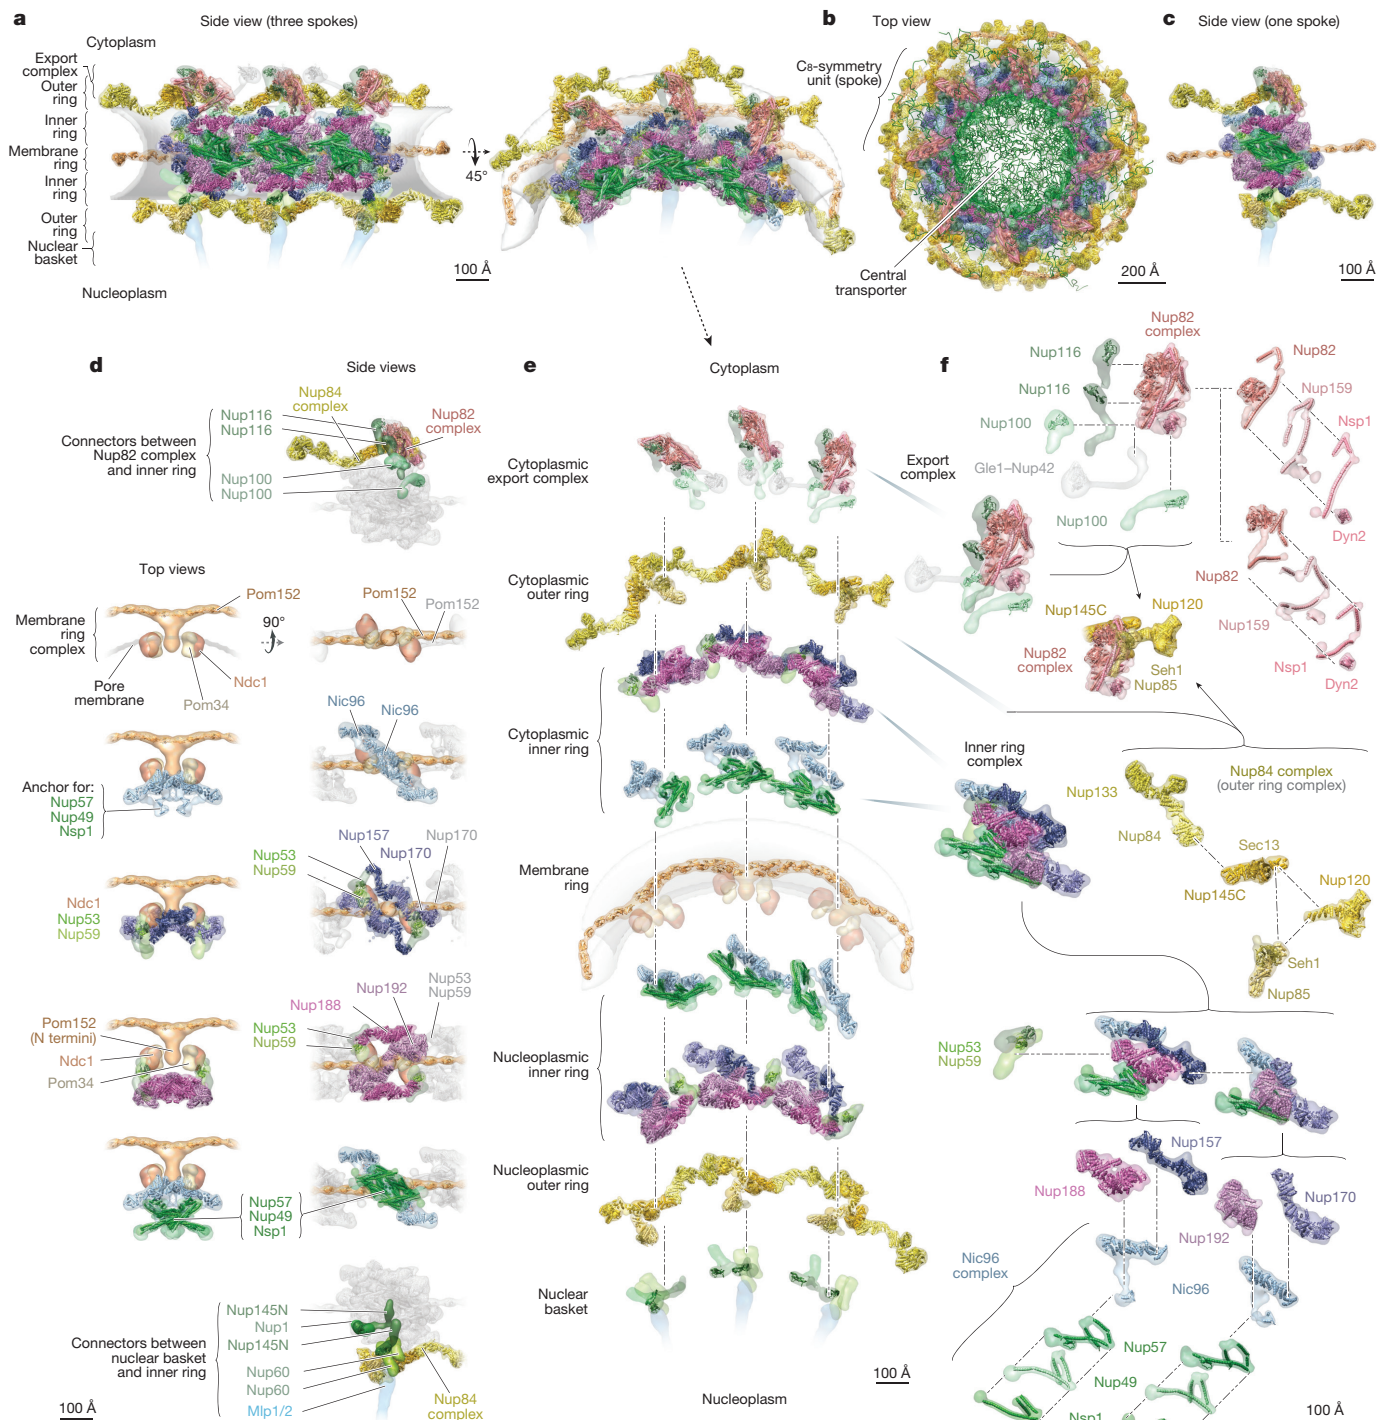 a
Side view (three spokes)
Cytoplasm
Export
complex
Outer
ring
Inner
ring
Membrane
ring
Inner
ring
Outer
ring
Nuclear
basket
Nucleoplasm
100 Å
45°
b
Top view
C8-symmetry
unit (spoke)
Central
transporter
200 Å
c
Side view (one spoke)
100 Å
d
Side views
Nup84
complex
Nup116
Nup116
Nup82
complex
Connectors between
Nup82 complex
and inner ring
Nup100
Nup100
Top views
Pom152
Pom152
Pom152
Membrane
ring
complex
90°
Pore
membrane
Ndc1
Pom34
Nic96
Nic96
Anchor for:
Nup57
Nup49
Nsp1
Nup157
Nup170
Nup170
Nup53
Nup59
Ndc1
Nup53
Nup59
Nup53
Nup59
Nup192
Nup188
Nup53
Nup59
Pom152
(N termini)
Ndc1
Pom34
Nup57
Nup49
Nsp1
Nup145N
Nup1
Nup145N
Connectors between
nuclear basket
and inner ring
Nup60
Nup60
Mlp1/2
Nup84
complex
100 Å
e
Cytoplasm
Cytoplasmic
export complex
Cytoplasmic
outer ring
Cytoplasmic
inner ring
Membrane
ring
Nucleoplasmic
inner ring
Nucleoplasmic
outer ring
Nuclear
basket
Nucleoplasm
100 Å
f
Nup82
complex
Nup116
Nup116
Nup100
Gle1–Nup42
Nup100
Export
complex
Nup82
Nup159
Nsp1
Dyn2
Nup82
Nup159
Nsp1
Dyn2
Nup145C
Nup120
Nup82
complex
Seh1
Nup85
Inner ring
complex
Nup84 complex
(outer ring complex)
Nup133
Nup84
Sec13
Nup145C
Nup120
Seh1
Nup85
Nup53
Nup59
Nup157
Nup188
Nup170
Nup192
Nic96
complex
Nic96
Nup57
Nup49
Nsp1
100 Å